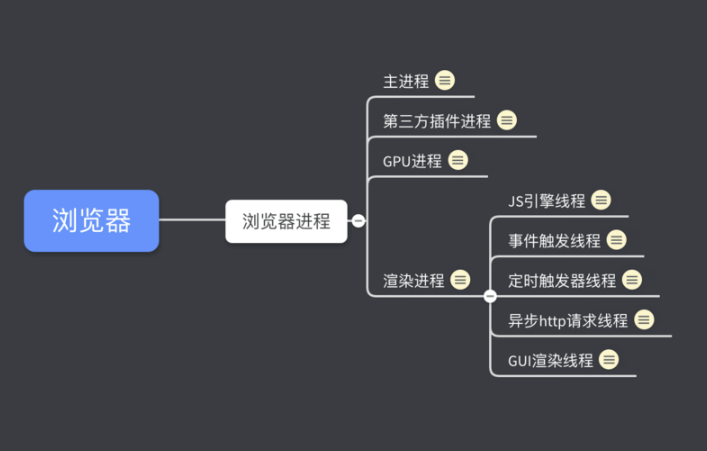 浏览器
浏览器进程
主进程
第三方插件进程
GPU进程
渲染进程
JS引擎线程
事件触发线程
定时触发器线程
异步http请求线程
GUI渲染线程